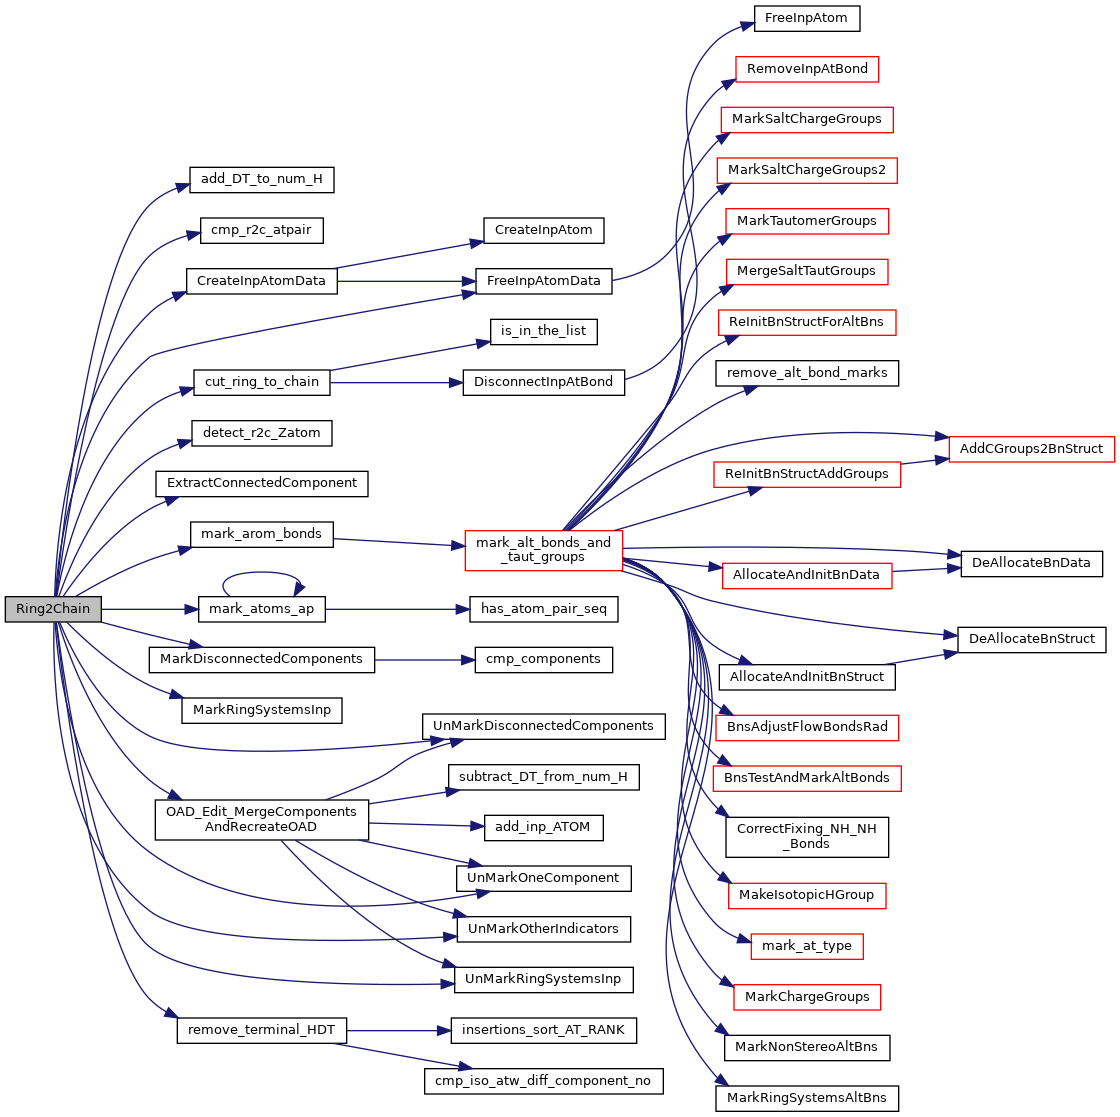 FreeInpAtom
RemoveInpAtBond
MarkSaltChargeGroups
MarkSaltChargeGroups2
add_DT_to_num_H
MarkTautomerGroups
cmp_r2c_atpair
CreateInpAtom
MergeSaltTautGroups
CreateInpAtomData
FreeInpAtomData
ReInitBnStructForAltBns
is_in_the_list
remove_alt_bond_marks
cut_ring_to_chain
DisconnectInpAtBond
detect_r2c_Zatom
AddCGroups2BnStruct
ReInitBnStructAddGroups
ExtractConnectedComponent
mark_arom_bonds
mark_alt_bonds_and
_taut_groups
DeAllocateBnData
AllocateAndInitBnData
Ring2Chain
mark_atoms_ap
has_atom_pair_seq
DeAllocateBnStruct
MarkDisconnectedComponents
cmp_components
AllocateAndInitBnStruct
MarkRingSystemsInp
UnMarkDisconnectedComponents
BnsAdjustFlowBondsRad
subtract_DT_from_num_H
BnsTestAndMarkAltBonds
OAD_Edit_MergeComponents
AndRecreateOAD
add_inp_ATOM
CorrectFixing_NH_NH
_Bonds
UnMarkOneComponent
MakeIsotopicHGroup
UnMarkOtherIndicators
mark_at_type
UnMarkRingSystemsInp
MarkChargeGroups
remove_terminal_HDT
insertions_sort_AT_RANK
MarkNonStereoAltBns
cmp_iso_atw_diff_component_no
MarkRingSystemsAltBns